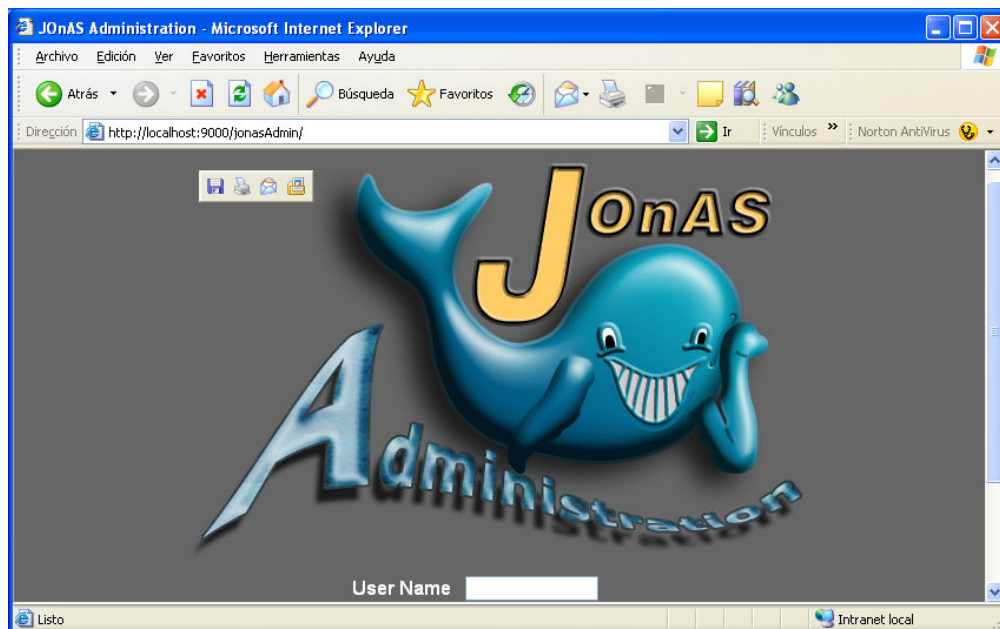 JOnAS Administration - Microsoft Internet Explorer
Archivo Edición Ver Favoritos Herramientas Ayuda
Atrás Búsqueda Favoritos
Dirección http://localhost:9000/jonasAdmin/ Ir Vínculos » Norton AntiVirus
JOnAS
Administration
User Name
Listo Intranet local